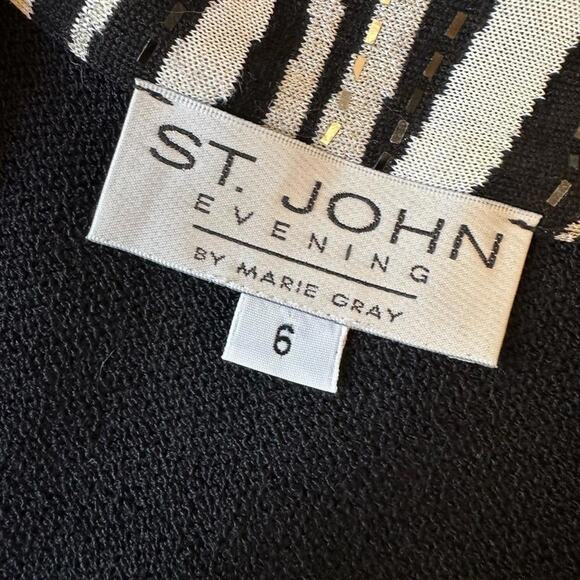 ST. JOHN
EVENING
BY MARIE GRAY
6